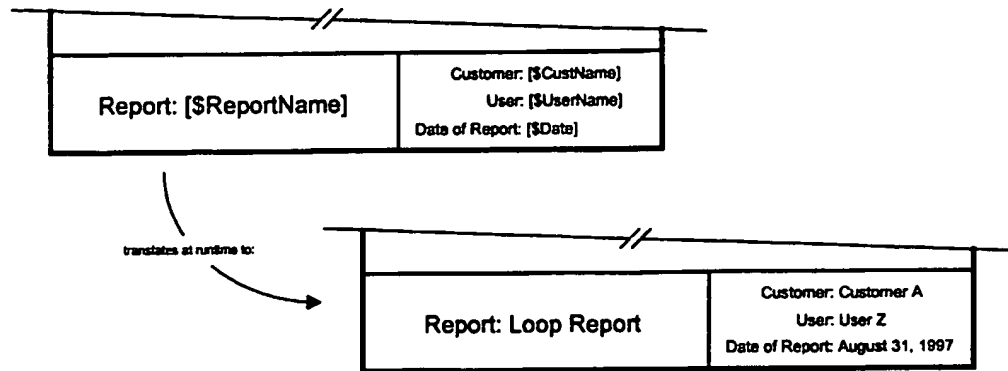 Report: [$ReportName]
Customer: [$CustName]
User: [$UserName]
Date of Report: [$Date]
translates at runtime to:
Report: Loop Report
Customer: Customer A
User: User Z
Date of Report: August 31, 1997